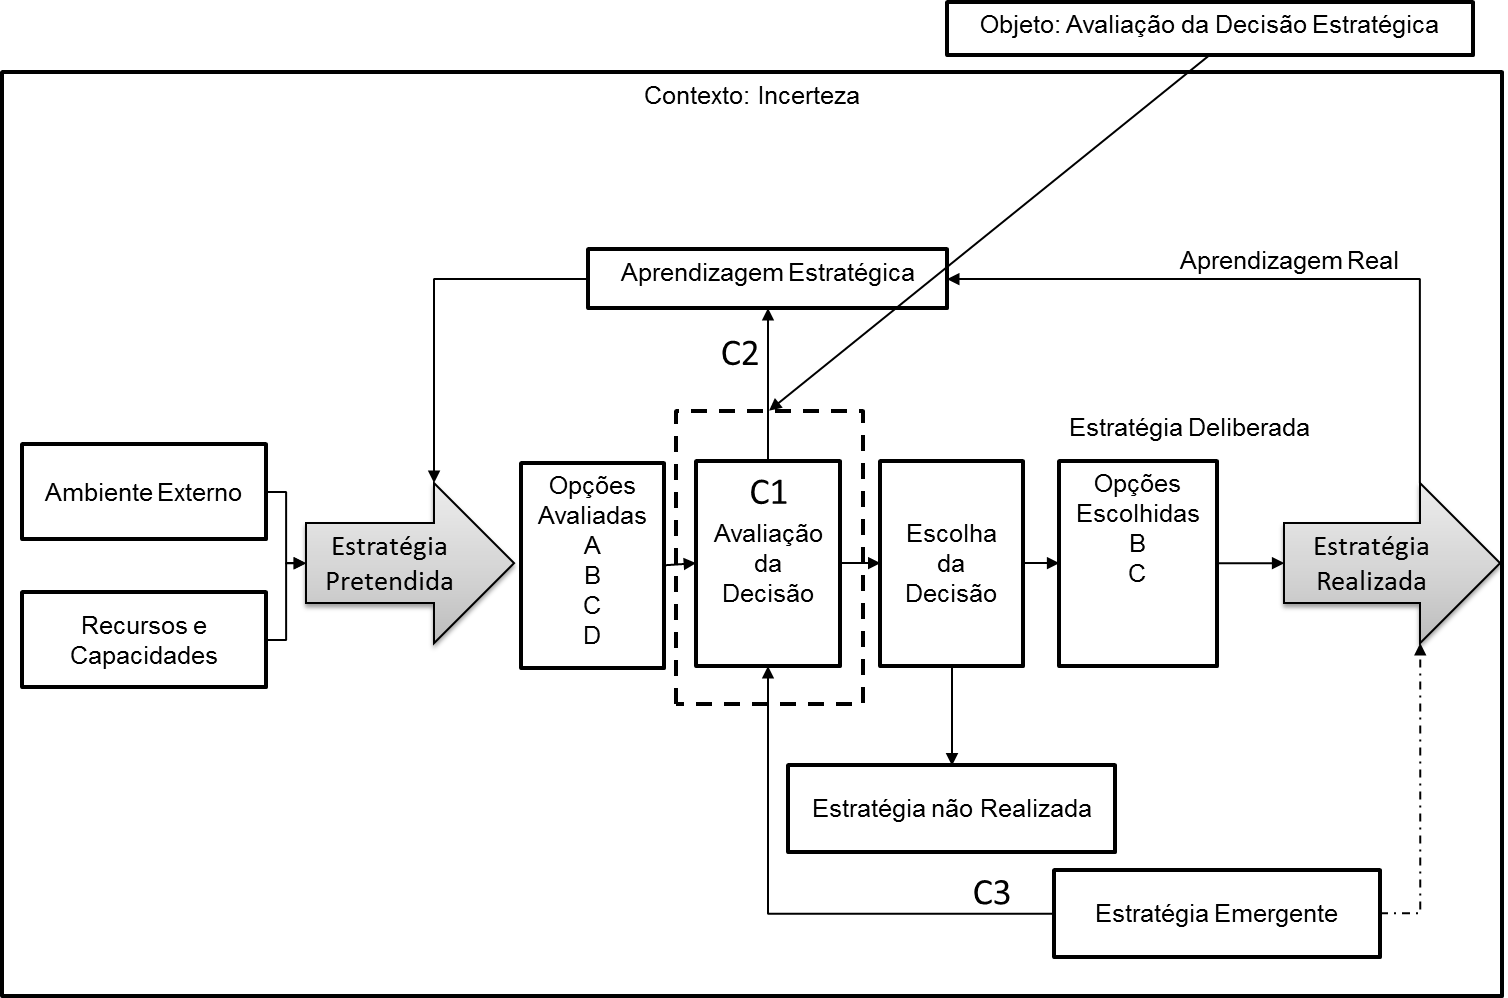 Objeto: Avaliação da Decisão Estratégica
Contexto: Incerteza
Aprendizagem Real
Aprendizagem Estratégica
C2
Estratégia Deliberada
Ambiente Externo
Recursos e
Capacidades
Estratégia
Pretendida
Opções
Avaliadas
A
B
C
D
C1
Avaliação
da
Decisão
Escolha
da
Decisão
Opções
Escolhidas
B
C
Estratégia
Realizada
Estratégia não Realizada
C3
Estratégia Emergente